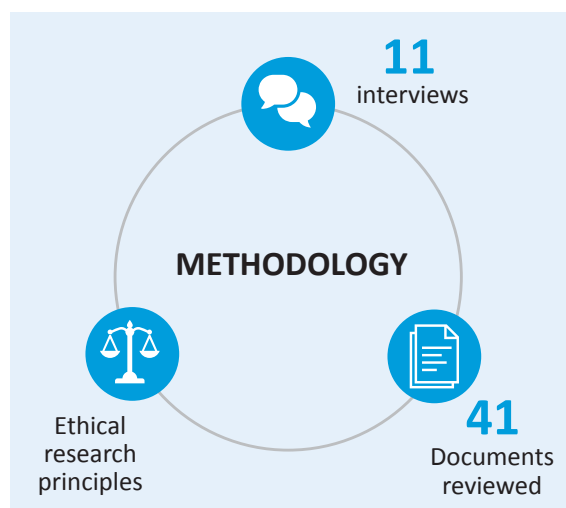 11
interviews
METHODOLOGY
Ethical
research
principles
41
Documents
reviewed